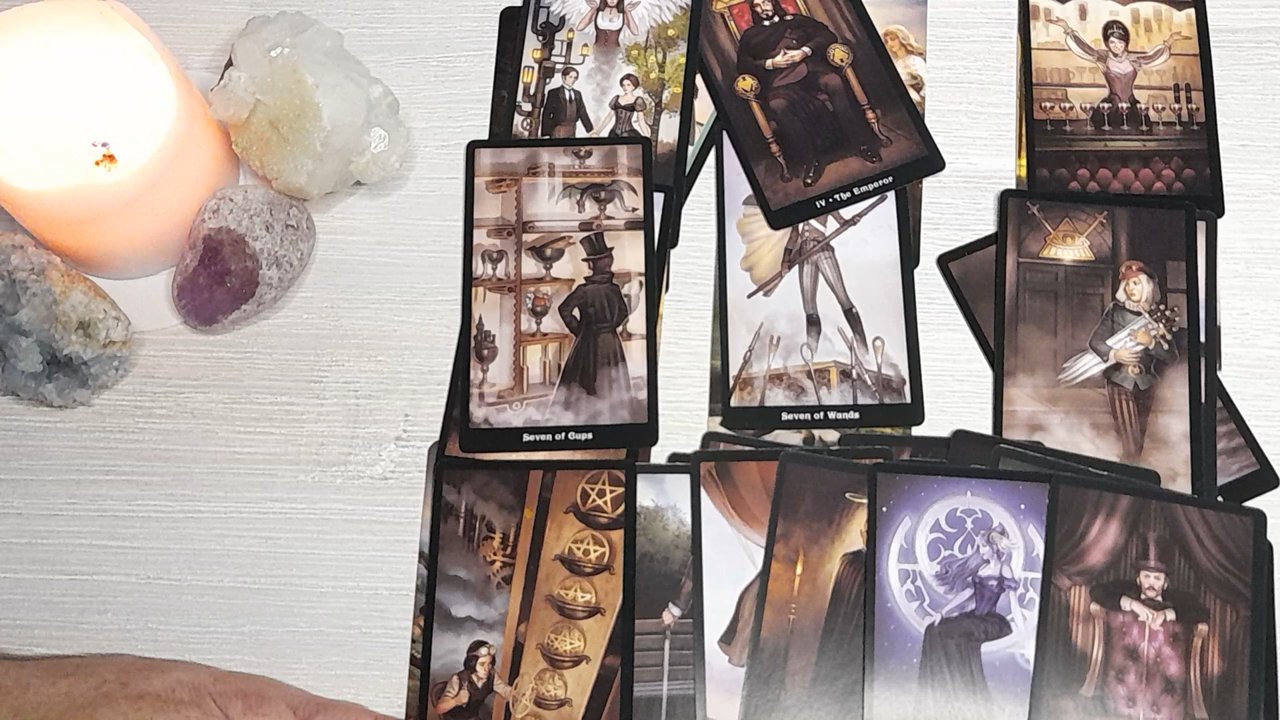 IV • The Emperor
Seven of Wands
Seven of Cups